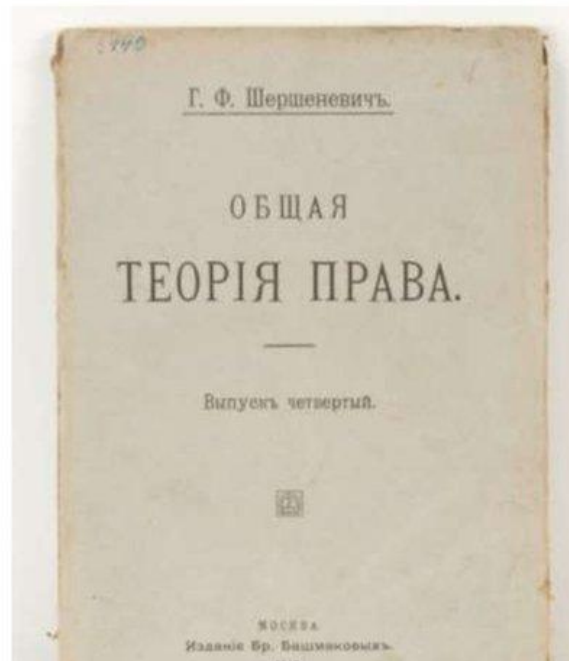 Г. Ф. Шершеневичъ.
ОБЩАЯ
ТЕОРІЯ ПРАВА.
Выпускъ четвертый.
МОСКВА
Изданіе Бр. Башмаковыхъ.